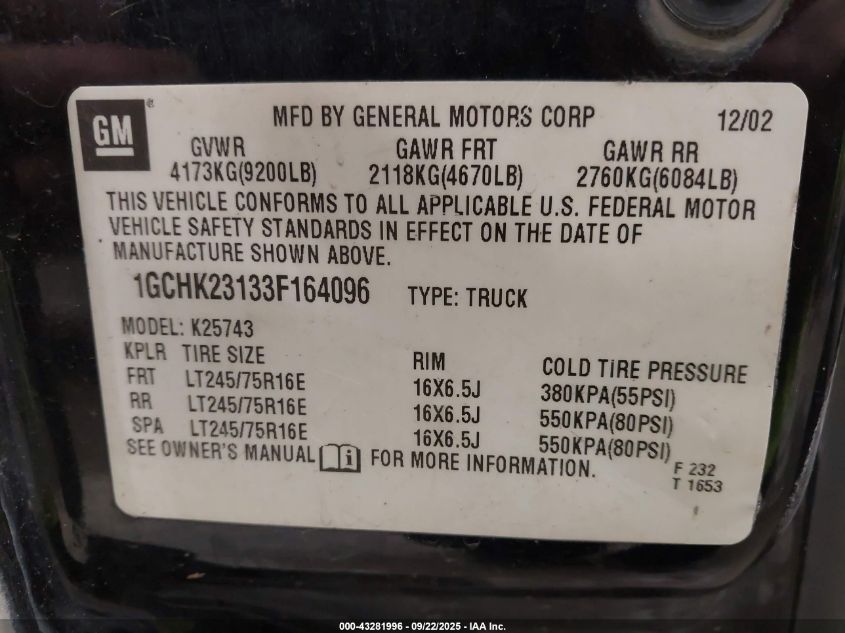 GM ® MFD BY GENERAL MOTORS CORP 12/02
GVWR GAWR FRT GAWR RR
4173KG(9200LB) 2118KG(4670LB) 2760KG(6084LB)
THIS VEHICLE CONFORMS TO ALL APPLICABLE U.S. FEDERAL MOTOR
VEHICLE SAFETY STANDARDS IN EFFECT ON THE DATE OF
MANUFACTURE SHOWN ABOVE.
1GCHK23133F164096 TYPE: TRUCK
MODEL: K25743
KPLR TIRE SIZE RIM COLD TIRE PRESSURE
FRT LT245/75R16E 16X6.5J 380KPA(55PSI)
RR LT245/75R16E 16X6.5J 550KPA(80PSI)
SPA LT245/75R16E 16X6.5J 550KPA(80PSI)
SEE OWNER'S MANUAL FOR MORE INFORMATION. F 232
T 1653
000-43281996 - 09/22/2025 - IAA Inc.